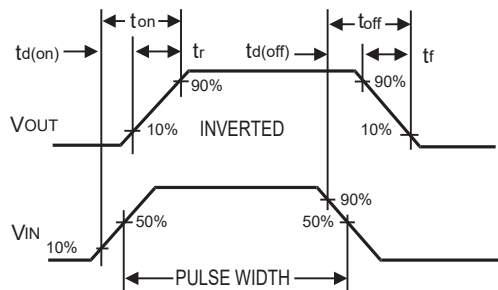 ton
toff
td(on)
tr
td(off)
tf
90%
90%
VOUT
10%
INVERTED
10%
90%
VIN
50%
50%
10%
PULSE WIDTH